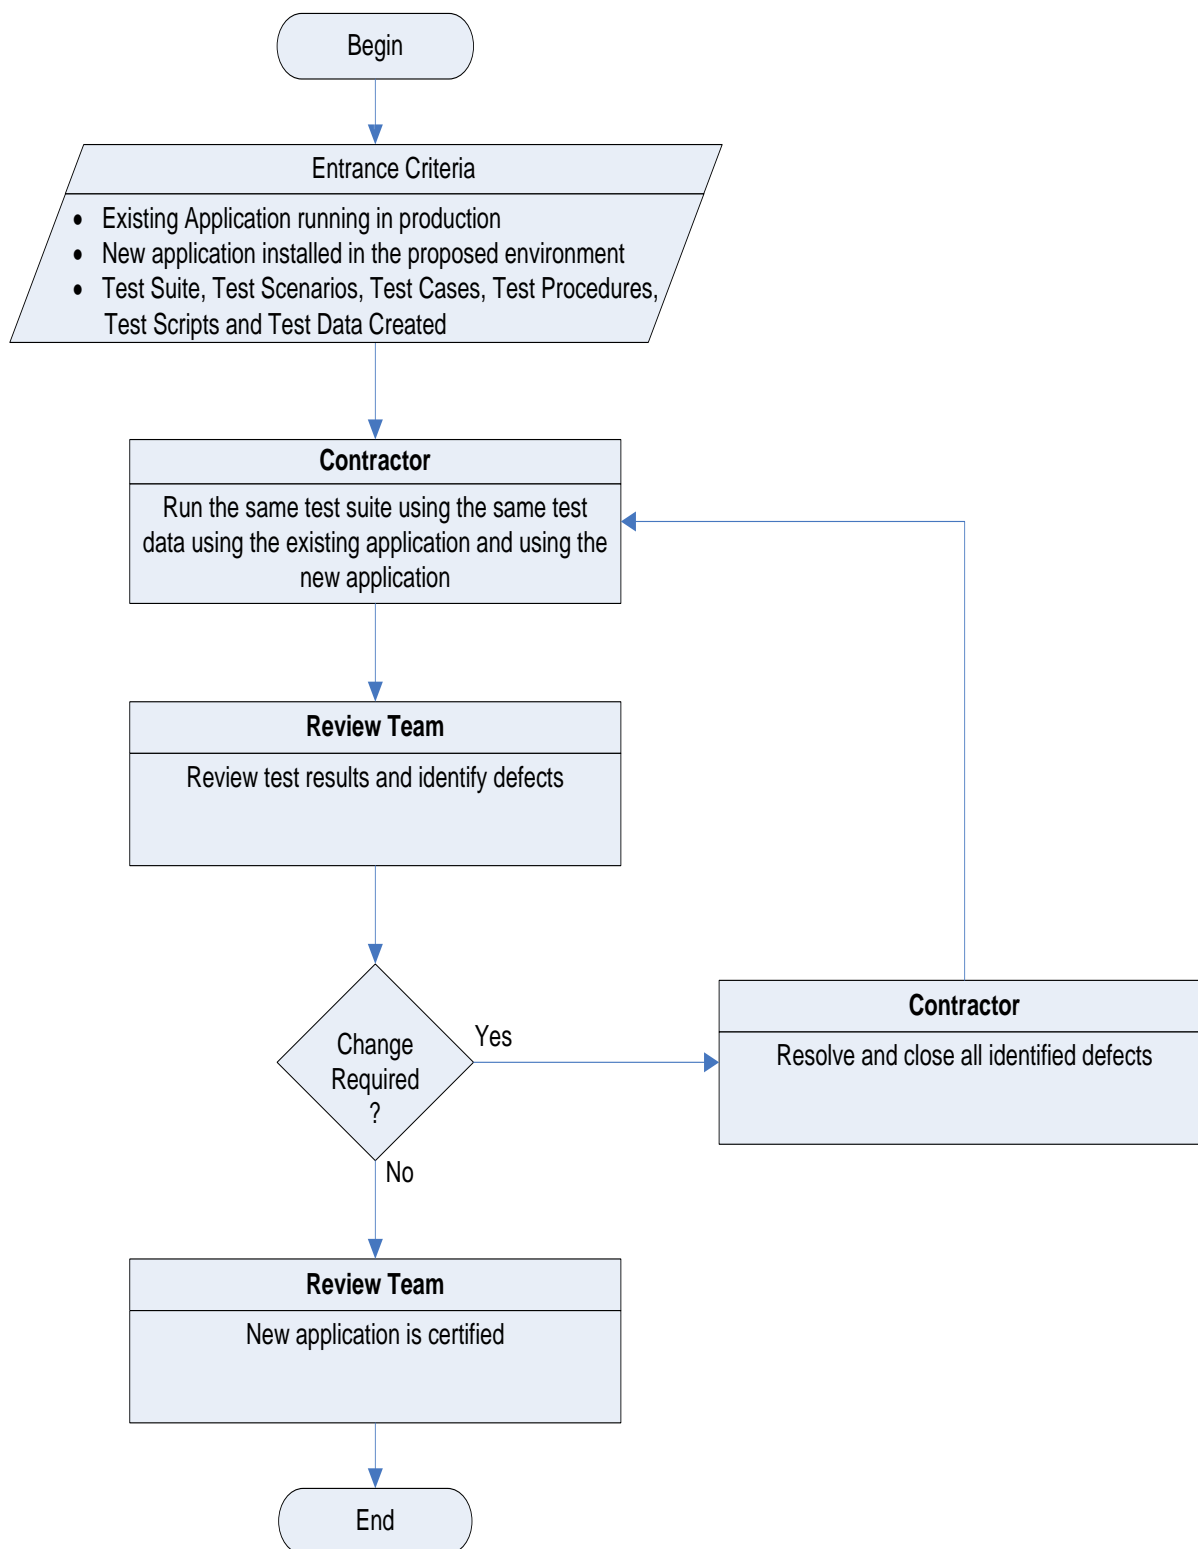 Begin
Entrance Criteria
• Existing Application running in production
• New application installed in the proposed environment
• Test Suite, Test Scenarios, Test Cases, Test Procedures,
Test Scripts and Test Data Created
Contractor
Run the same test suite using the same test
data using the existing application and using the
new application
Review Team
Review test results and identify defects
Change
Required
?
Yes
Contractor
Resolve and close all identified defects
No
Review Team
New application is certified
End